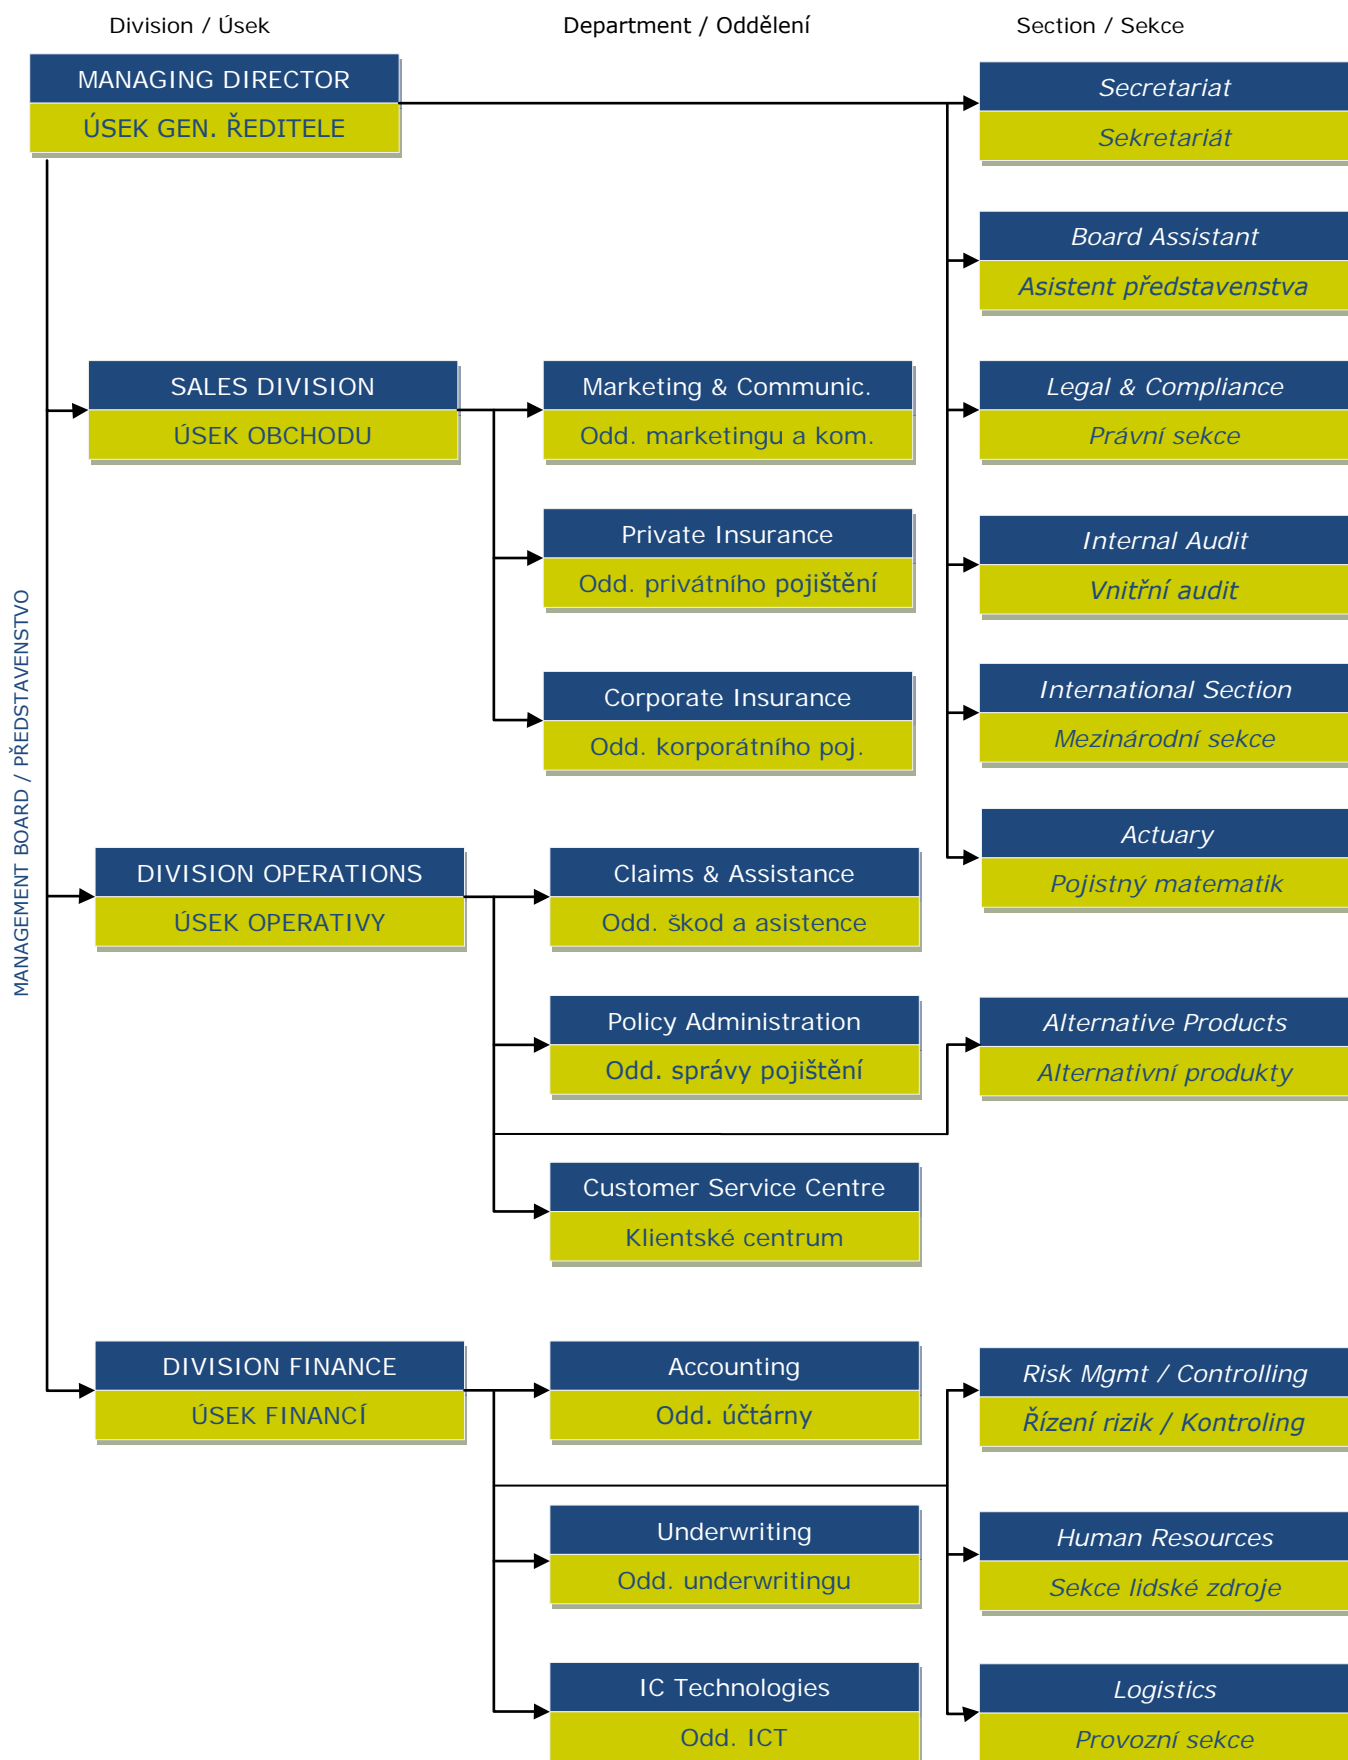 Division / Úsek
Department / Oddělení
Section / Sekce
MANAGING DIRECTOR
ÚSEK GEN. ŘEDITELE
Secretariat
Sekretariát
Board Assistant
Asistent představenstva
SALES DIVISION
ÚSEK OBCHODU
Marketing & Communic.
Odd. marketingu a kom.
Legal & Compliance
Právní sekce
Private Insurance
Odd. privátního pojištění
Internal Audit
Vnitřní audit
MANAGEMENT BOARD / PŘEDSTAVENSTVO
Corporate Insurance
Odd. korporátního poj.
International Section
Mezinárodní sekce
Actuary
Pojistný matematik
DIVISION OPERATIONS
ÚSEK OPERATIVY
Claims & Assistance
Odd. škod a asistence
Policy Administration
Odd. správy pojištění
Alternative Products
Alternativní produkty
Customer Service Centre
Klientské centrum
DIVISION FINANCE
ÚSEK FINANCÍ
Accounting
Odd. účtárny
Risk Mgmt / Controlling
Řízení rizik / Kontroling
Underwriting
Odd. underwritingu
Human Resources
Sekce lidské zdroje
IC Technologies
Odd. ICT
Logistics
Provozní sekce